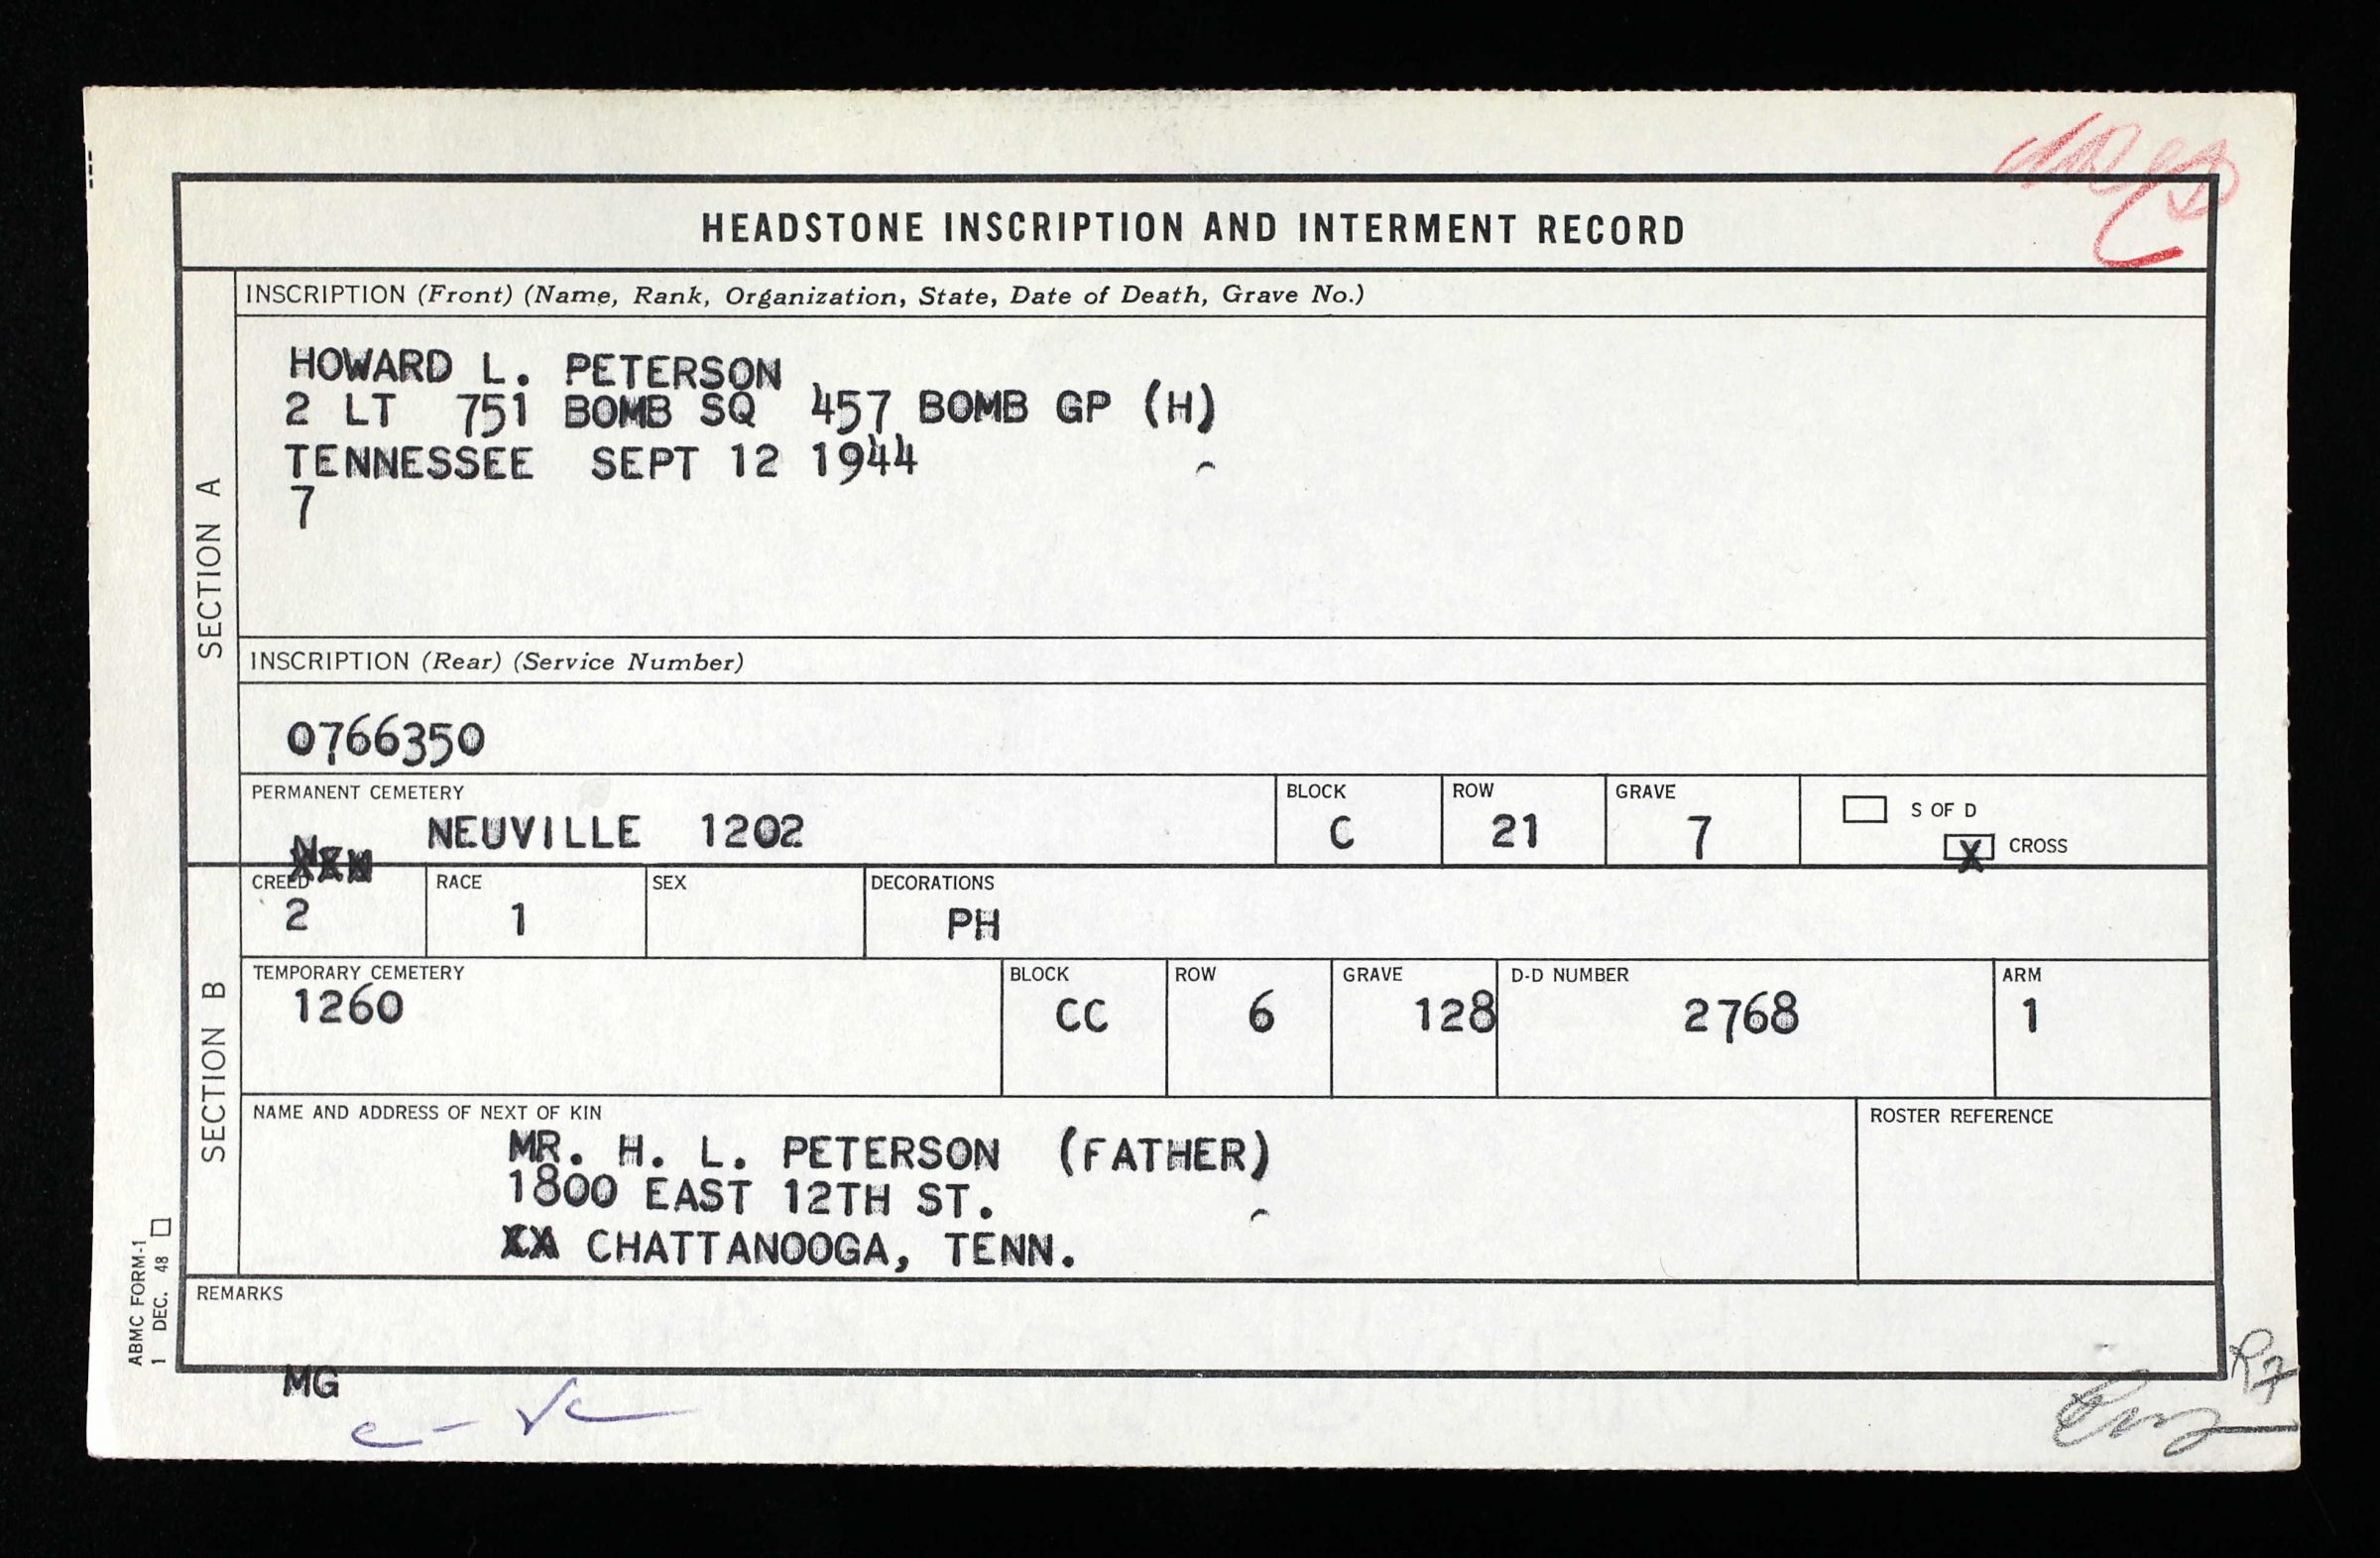 HEADSTONE INSCRIPTION AND INTERMENT RECORD
SECTION A
INSCRIPTION (Front) (Name, Rank, Organization, State, Date of Death, Grave No.)
HOWARD L. PETERSON
2 LT 751 BOMB SQ 457 BOMB GP (H)
TENNESSEE SEPT 12 1944
7
INSCRIPTION (Rear) (Service Number)
0766350
PERMANENT CEMETERY
NEUVILLE 1202
BLOCK
C
ROW
21
GRAVE
7
S OF D
X CROSS
SECTION B
CREED
2
RACE
1
SEX
DECORATIONS
PH
TEMPORARY CEMETERY
1260
BLOCK
CC
ROW
6
GRAVE
128
D-D NUMBER
2768
ARM
1
NAME AND ADDRESS OF NEXT OF KIN
MR. H. L. PETERSON (FATHER)
1800 EAST 12TH ST.
CHATTANOOGA, TENN.
ROSTER REFERENCE
REMARKS
ABMC FORM-1
1 DEC. 48
MG